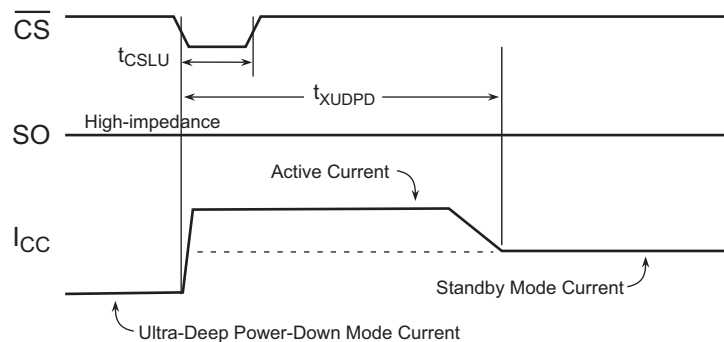 CS
tCSLU
tXUDPD
High-impedance
SO
Active Current
ICC
Standby Mode Current
Ultra-Deep Power-Down Mode Current